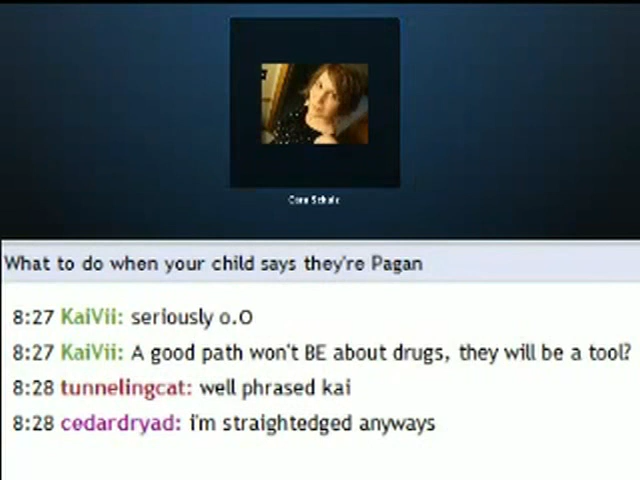 Cara Schulz
What to do when your child says they're Pagan
8:27 KaiVii: seriously o.O
8:27 KaiVii: A good path won't BE about drugs, they will be a tool?
8:28 tunnelingcat: well phrased kai
8:28 cedardryad: i'm straightedged anyways